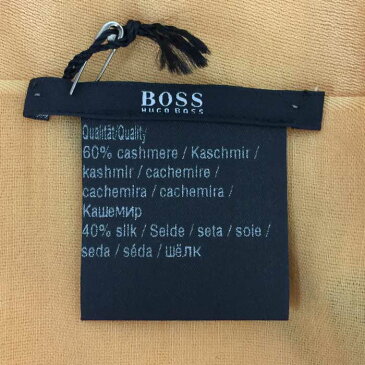 BOSS
HUGO BOSS
Qualität/Quality
60% cashmere / Kaschmir /
kashmir / cachemire /
cachemira / cachemira /
Кашемир
40% silk / Seide / seta / soie /
seda / séda / шёлк